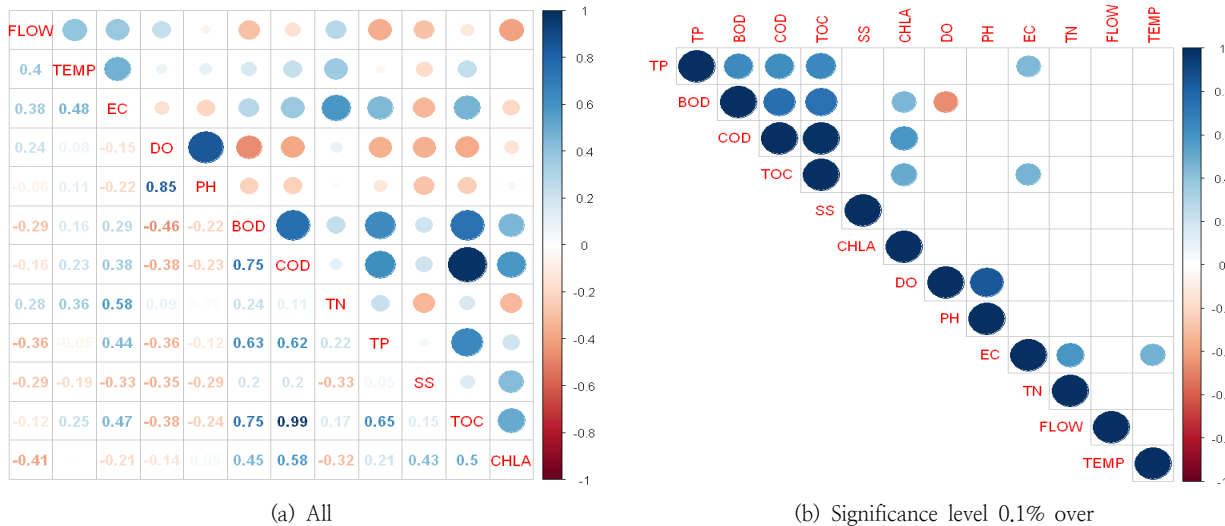 FLOW
0.4 TEMP
0.38 0.48 EC
0.24 0.08 -0.15 DO
-0.06 0.11 -0.22 0.85 PH
-0.29 0.16 0.29 -0.46 -0.22 BOD
-0.16 0.23 0.38 -0.38 -0.23 0.75 COD
0.28 0.36 0.58 0.09 0.24 0.11 TN
-0.36 -0.05 0.44 -0.36 -0.12 0.63 0.62 0.22 TP
-0.29 -0.19 -0.33 -0.35 -0.29 0.2 0.2 -0.33 0.05 SS
-0.12 0.25 0.47 -0.38 -0.24 0.75 0.99 0.17 0.65 0.15 TOC
-0.41 -0.21 -0.14 0.05 0.45 0.58 -0.32 0.21 0.43 0.5 CHLA
1
0.8
0.6
0.4
0.2
0
-0.2
-0.4
-0.6
-0.8
-1
(a) All
TP BOD COD TOC SS CHLA DO PH EC TN FLOW TEMP
TP
BOD
COD
TOC
SS
CHLA
DO
PH
EC
TN
FLOW
TEMP
1
0.
0.
0.
0.
0
-0.
-0.
-0.
-0.
-1
(b) Significance level 0.1% over